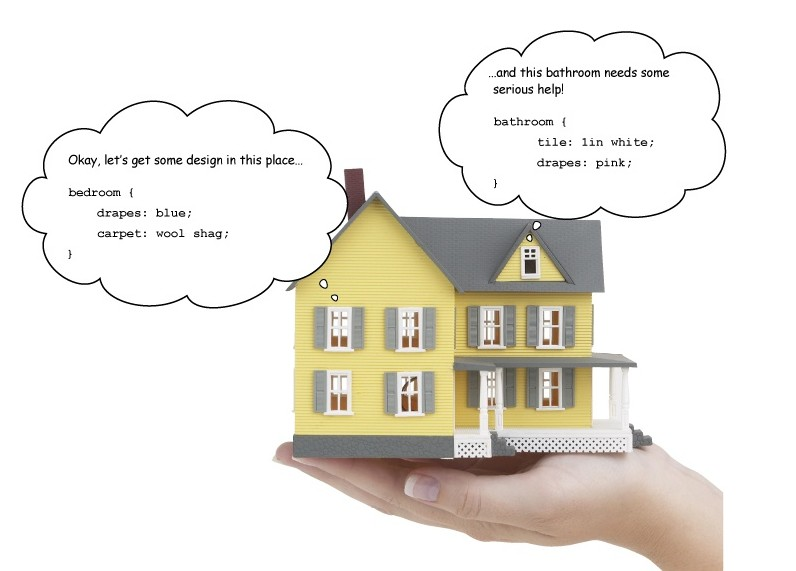 Okay, let's get some design in this place...
bedroom {
drapes: blue;
carpet: wool shag;
}
...and this bathroom needs some
serious help!
bathroom {
tile: 1in white;
drapes: pink;
}